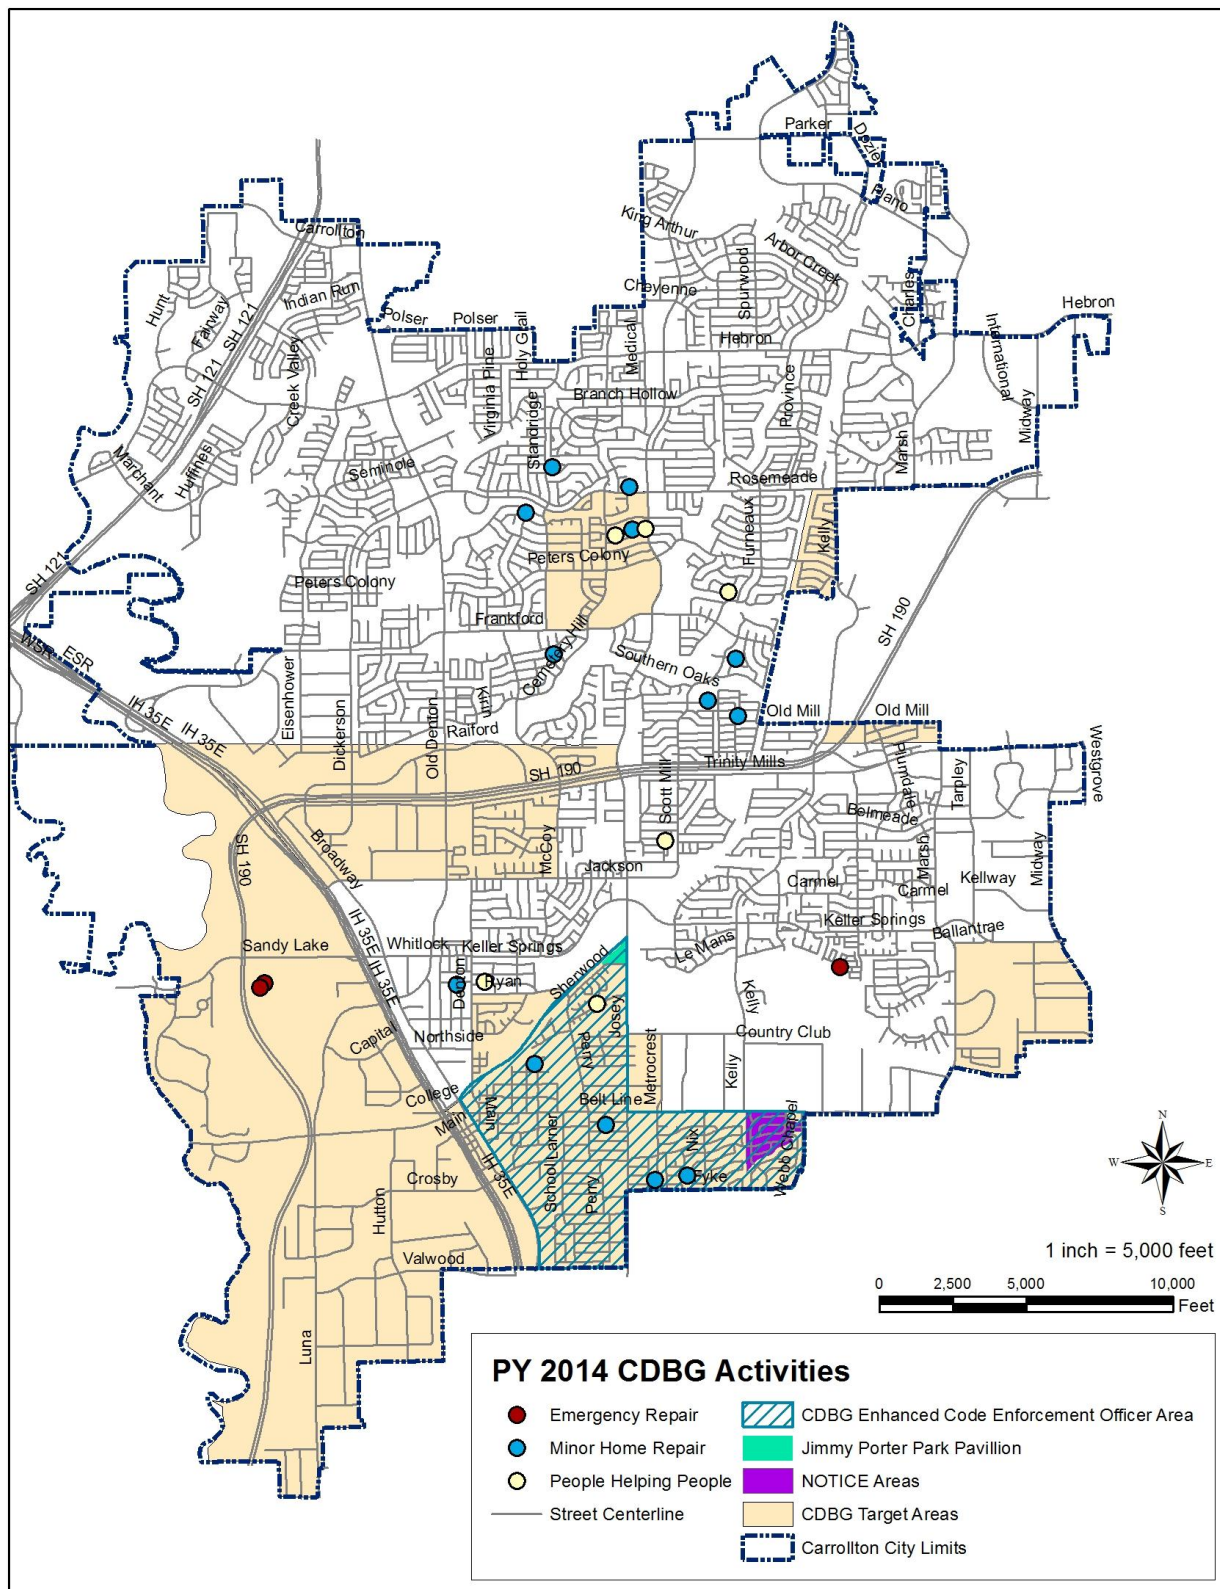 Parker
Dozier
Plano
King Arthur
Carrollton
Arbor Creek
Spurwood
Cheyenne
Charles
Hebron
Hunt
Fairway
SH 121
Indian Run
Polser
Polser
Holy Grail
Medical
Hebron
International
SH 121
Creek Valley
Virginia Pine
Branch Hollow
Province
Midway
Standridge
Marsh
Marchant
Huffines
Seminole
Rosemeade
Furneaux
Kelly
Peters Colony
SH 121
Peters Colony
Frankford
SH 190
WSR
ESR
Cemetery Hill
Southern Oaks
Eisenhower
Kirin
IH 35E
IH 35E
Dickerson
Old Denton
Raiford
Old Mill
Old Mill
Westgrove
SH 190
Scott Mill
Trinity Mills
Plumdale
Tarpley
Belmeade
SH 190
Broadway
McCoy
Jackson
Marsh
Midway
Carmel
Carmel
Kellway
IH 35E
Keller Springs
Ballantrae
Sandy Lake
Whitlock
Keller Springs
Le Mans
IH 35E
Denton
Ryan
Sherwood
Josey
Kelly
Capital
Northside
Perry
Country Club
Metrocrest
Kelly
College
Main
Main
Belt Line
Larner
Nix
Webb Chapel
IH 35E
School
Perry
Fyke
Crosby
Hutton
Valwood
Luna
N
W
E
S
1 inch = 5,000 feet
0 2,500 5,000 10,000
Feet
PY 2014 CDBG Activities
Emergency Repair
Minor Home Repair
People Helping People
Street Centerline
CDBG Enhanced Code Enforcement Officer Area
Jimmy Porter Park Pavillion
NOTICE Areas
CDBG Target Areas
Carrollton City Limits